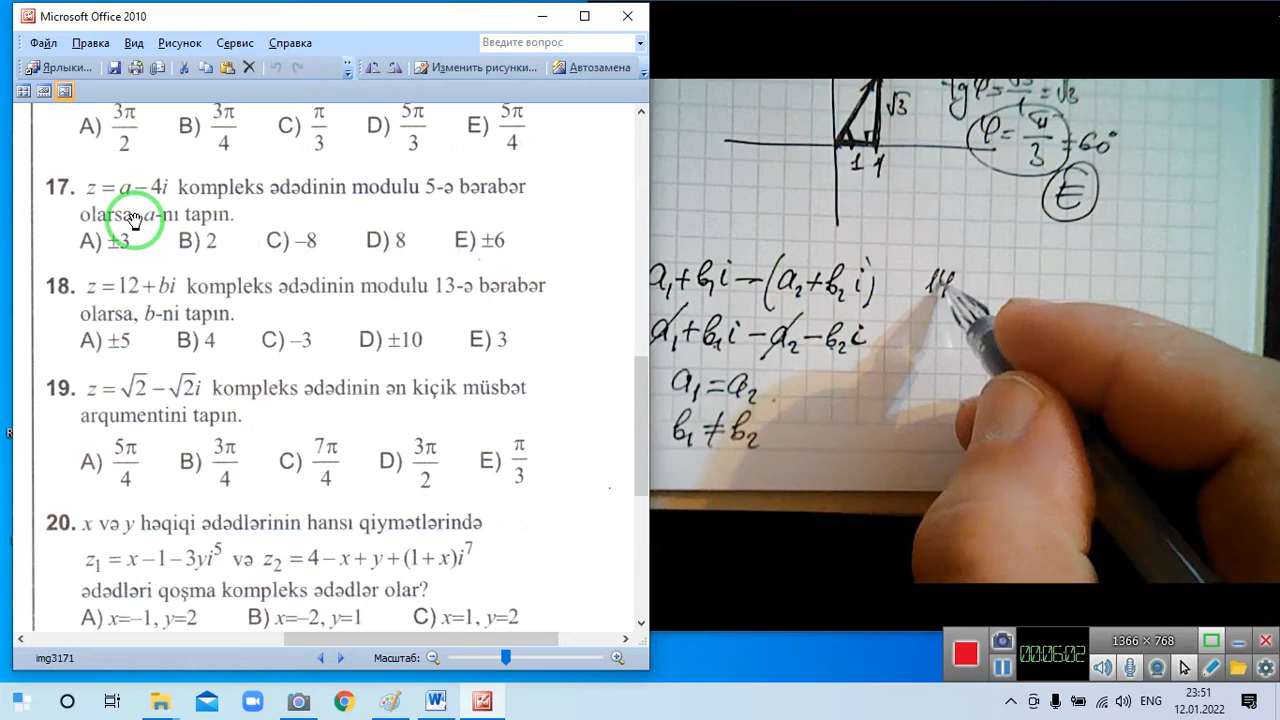 Microsoft Office 2010
Файл Правка Вид Рисунок Сервис Справка
Введите вопрос
Ярлыки...
Изменить рисунки...
Автозамена
A) 3π/2 B) 3π/4 C) π/3 D) 5π/3 E) 5π/4
17. z = a − 4i kompleks ədədinin modulu 5-ə bərabər
olarsa, a-nı tapın.
A) ±3 B) 2 C) –8 D) 8 E) ±6
18. z = 12 + bi kompleks ədədinin modulu 13-ə bərabər
olarsa, b-ni tapın.
A) ±5 B) 4 C) –3 D) ±10 E) 3
19. z = √2 − √2i kompleks ədədinin ən kiçik müsbət
arqumentini tapın.
A) 5π/4 B) 3π/4 C) 7π/4 D) 3π/2 E) π/3
20. x və y həqiqi ədədlərinin hansı qiymətlərində
z₁ = x − 1 − 3yi⁵ və z₂ = 4 − x + y + (1 + x)i⁷
ədədləri qoşma kompleks ədədlər olar?
A) x=–1, y=2 B) x=–2, y=1 C) x=1, y=2
img3171
Масштаб:
√3
1 1
φ = π/3 = 60°
E
a₁ + b₁i − (a₂ + b₂i)
a₁ + b₁i − a₂ − b₂i
a₁ = a₂
b₁ ≠ b₂
1366 × 768
00:06:02
ENG
23:51
12.01.2022